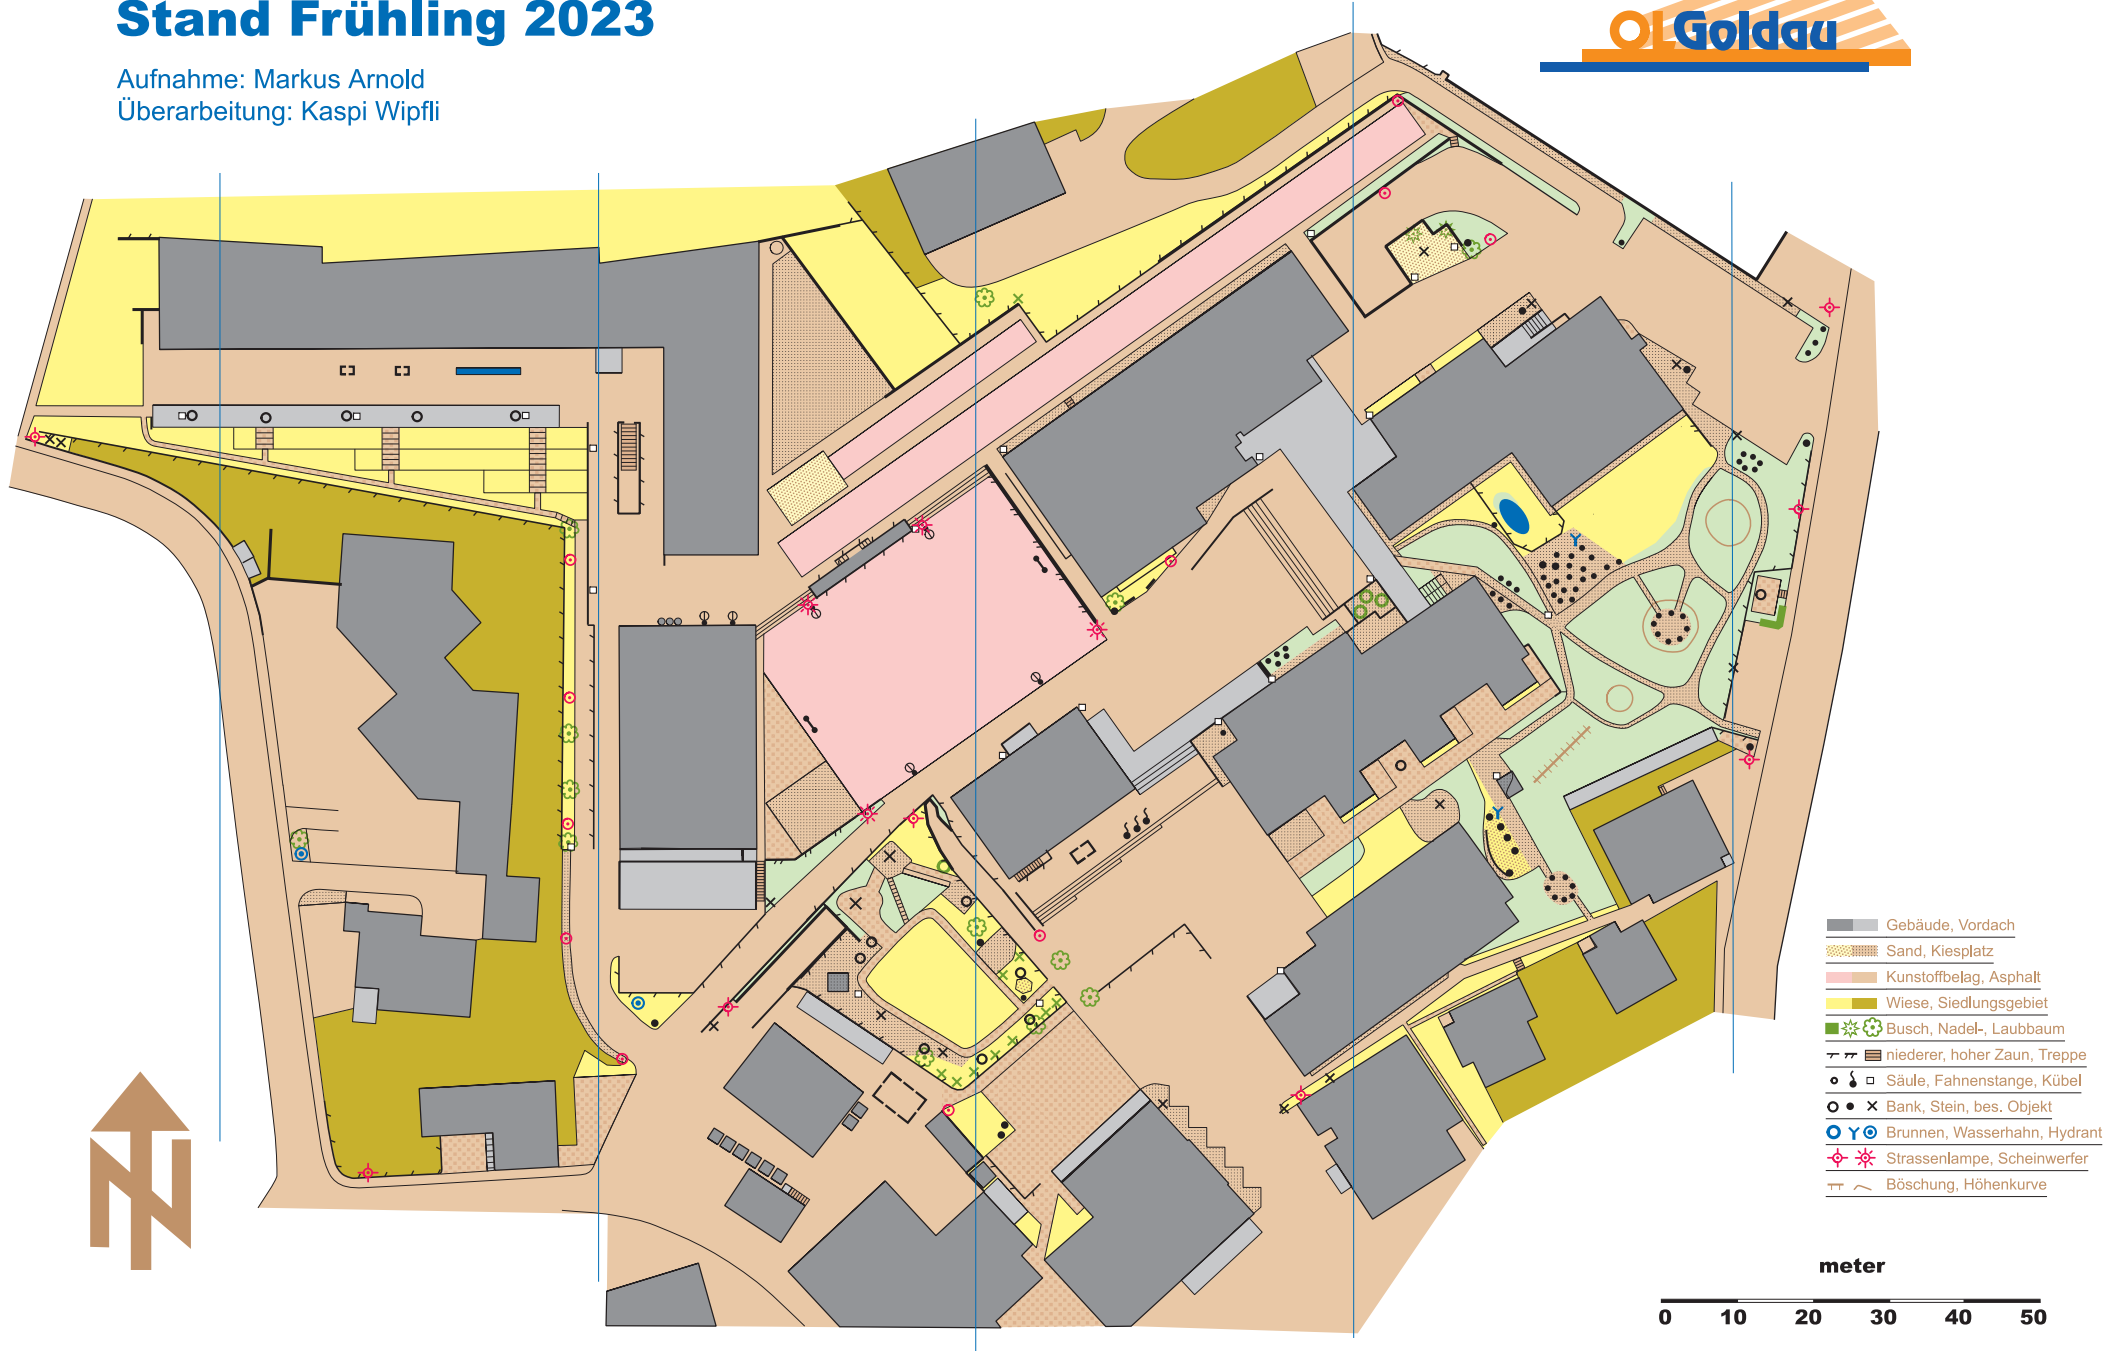 Stand Frühling 2023
OL Goldau
Aufnahme: Markus Arnold
Überarbeitung: Kaspi Wipfli
Gebäude, Vordach
Sand, Kiesplatz
Kunstoffbelag, Asphalt
Wiese, Siedlungsgebiet
Busch, Nadel-, Laubbaum
niederer, hoher Zaun, Treppe
Säule, Fahnenstange, Kübel
Bank, Stein, bes. Objekt
Brunnen, Wasserhahn, Hydrant
Strassenlampe, Scheinwerfer
Böschung, Höhenkurve
N
meter
0 10 20 30 40 50